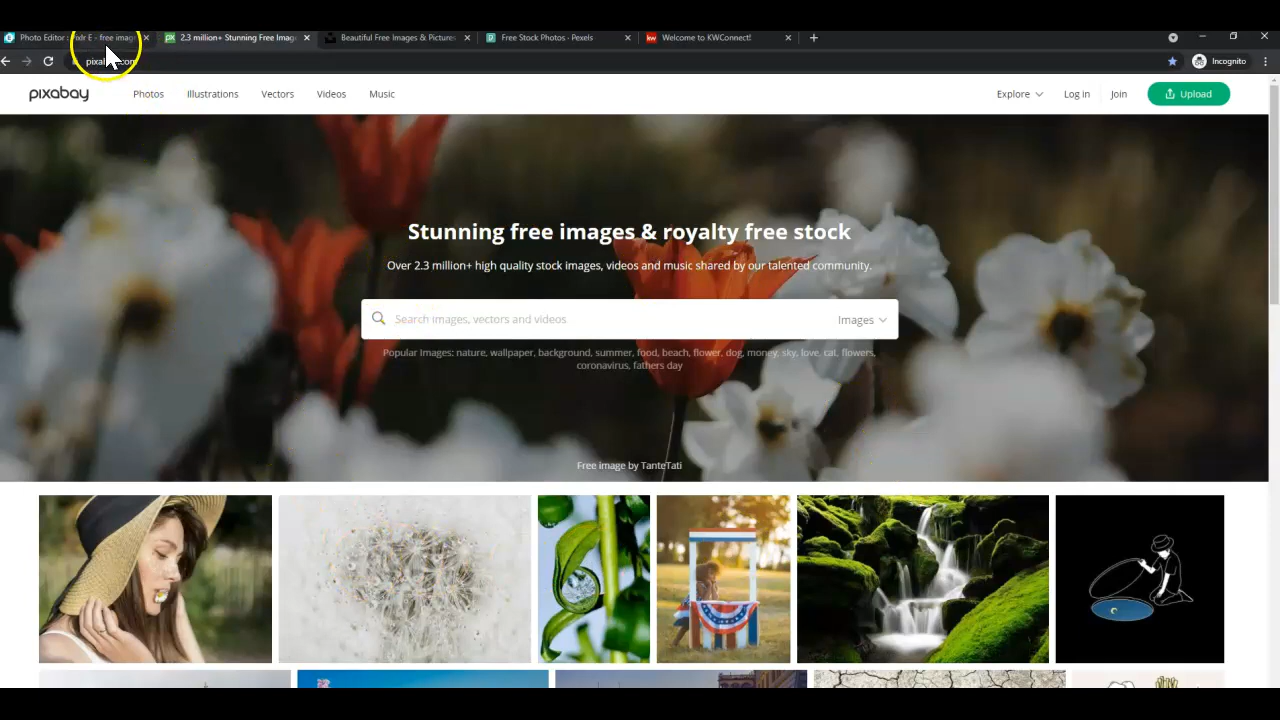 Photo Editor : Pixlr E - free imag
2.3 million+ Stunning Free Imag
Beautiful Free Images & Pictures
Free Stock Photos · Pexels
kw
Welcome to KWConnect!
Incognito
pixabay
Photos
Illustrations
Vectors
Videos
Music
Explore
Log in
Join
Upload
Stunning free images & royalty free stock
Over 2.3 million+ high quality stock images, videos and music shared by our talented community.
Search images, vectors and videos
Images
Popular Images: nature, wallpaper, background, summer, food, beach, flower, dog, money, sky, love, cat, flowers,
coronavirus, fathers day
Free image by TanteTati